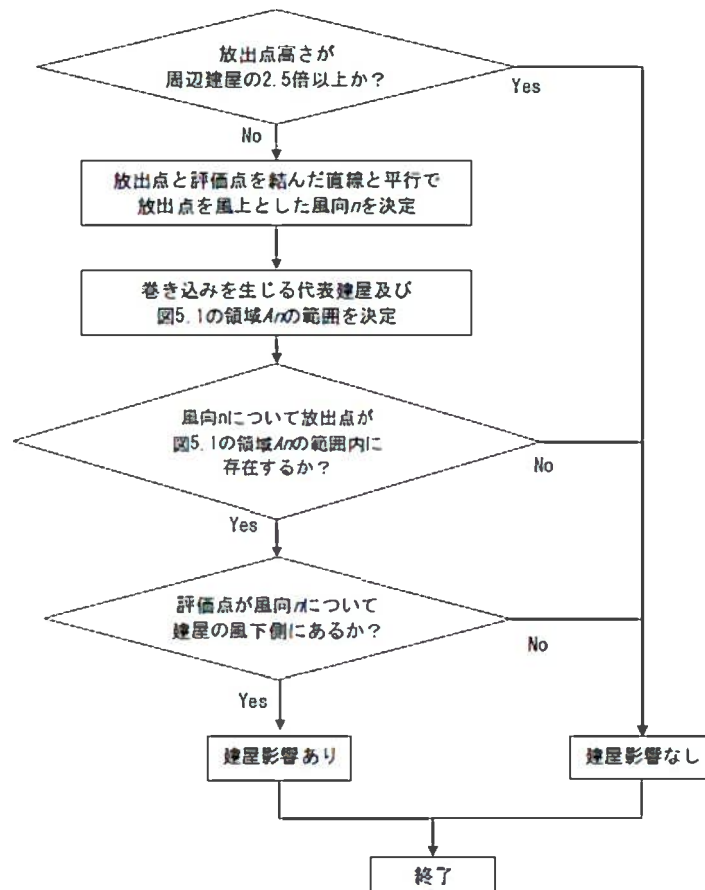 放出点高さが
周辺建屋の2.5倍以上か?
Yes
No
放出点と評価点を結んだ直線と平行で
放出点を風上とした風向nを決定
巻き込みを生じる代表建屋及び
図5.1の領域Anの範囲を決定
風向nについて放出点が
図5.1の領域Anの範囲内に
存在するか?
No
Yes
評価点が風向nについて
建屋の風下側にあるか?
No
Yes
建屋影響あり
建屋影響なし
終了